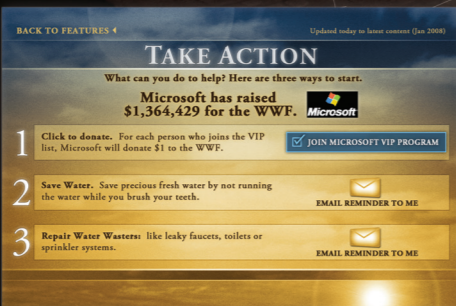 BACK TO FEATURES
Updated today to latest content (Jan 2008)
TAKE ACTION
What can you do to help? Here are three ways to start.
Microsoft has raised
$1,364,429 for the WWF.
Microsoft
1
Click to donate. For each person who joins the VIP
list, Microsoft will donate $1 to the WWF.
JOIN MICROSOFT VIP PROGRAM
2
Save Water. Save precious fresh water by not running
the water while you brush your teeth.
EMAIL REMINDER TO ME
3
Repair Water Wasters: like leaky faucets, toilets or
sprinkler systems.
EMAIL REMINDER TO ME